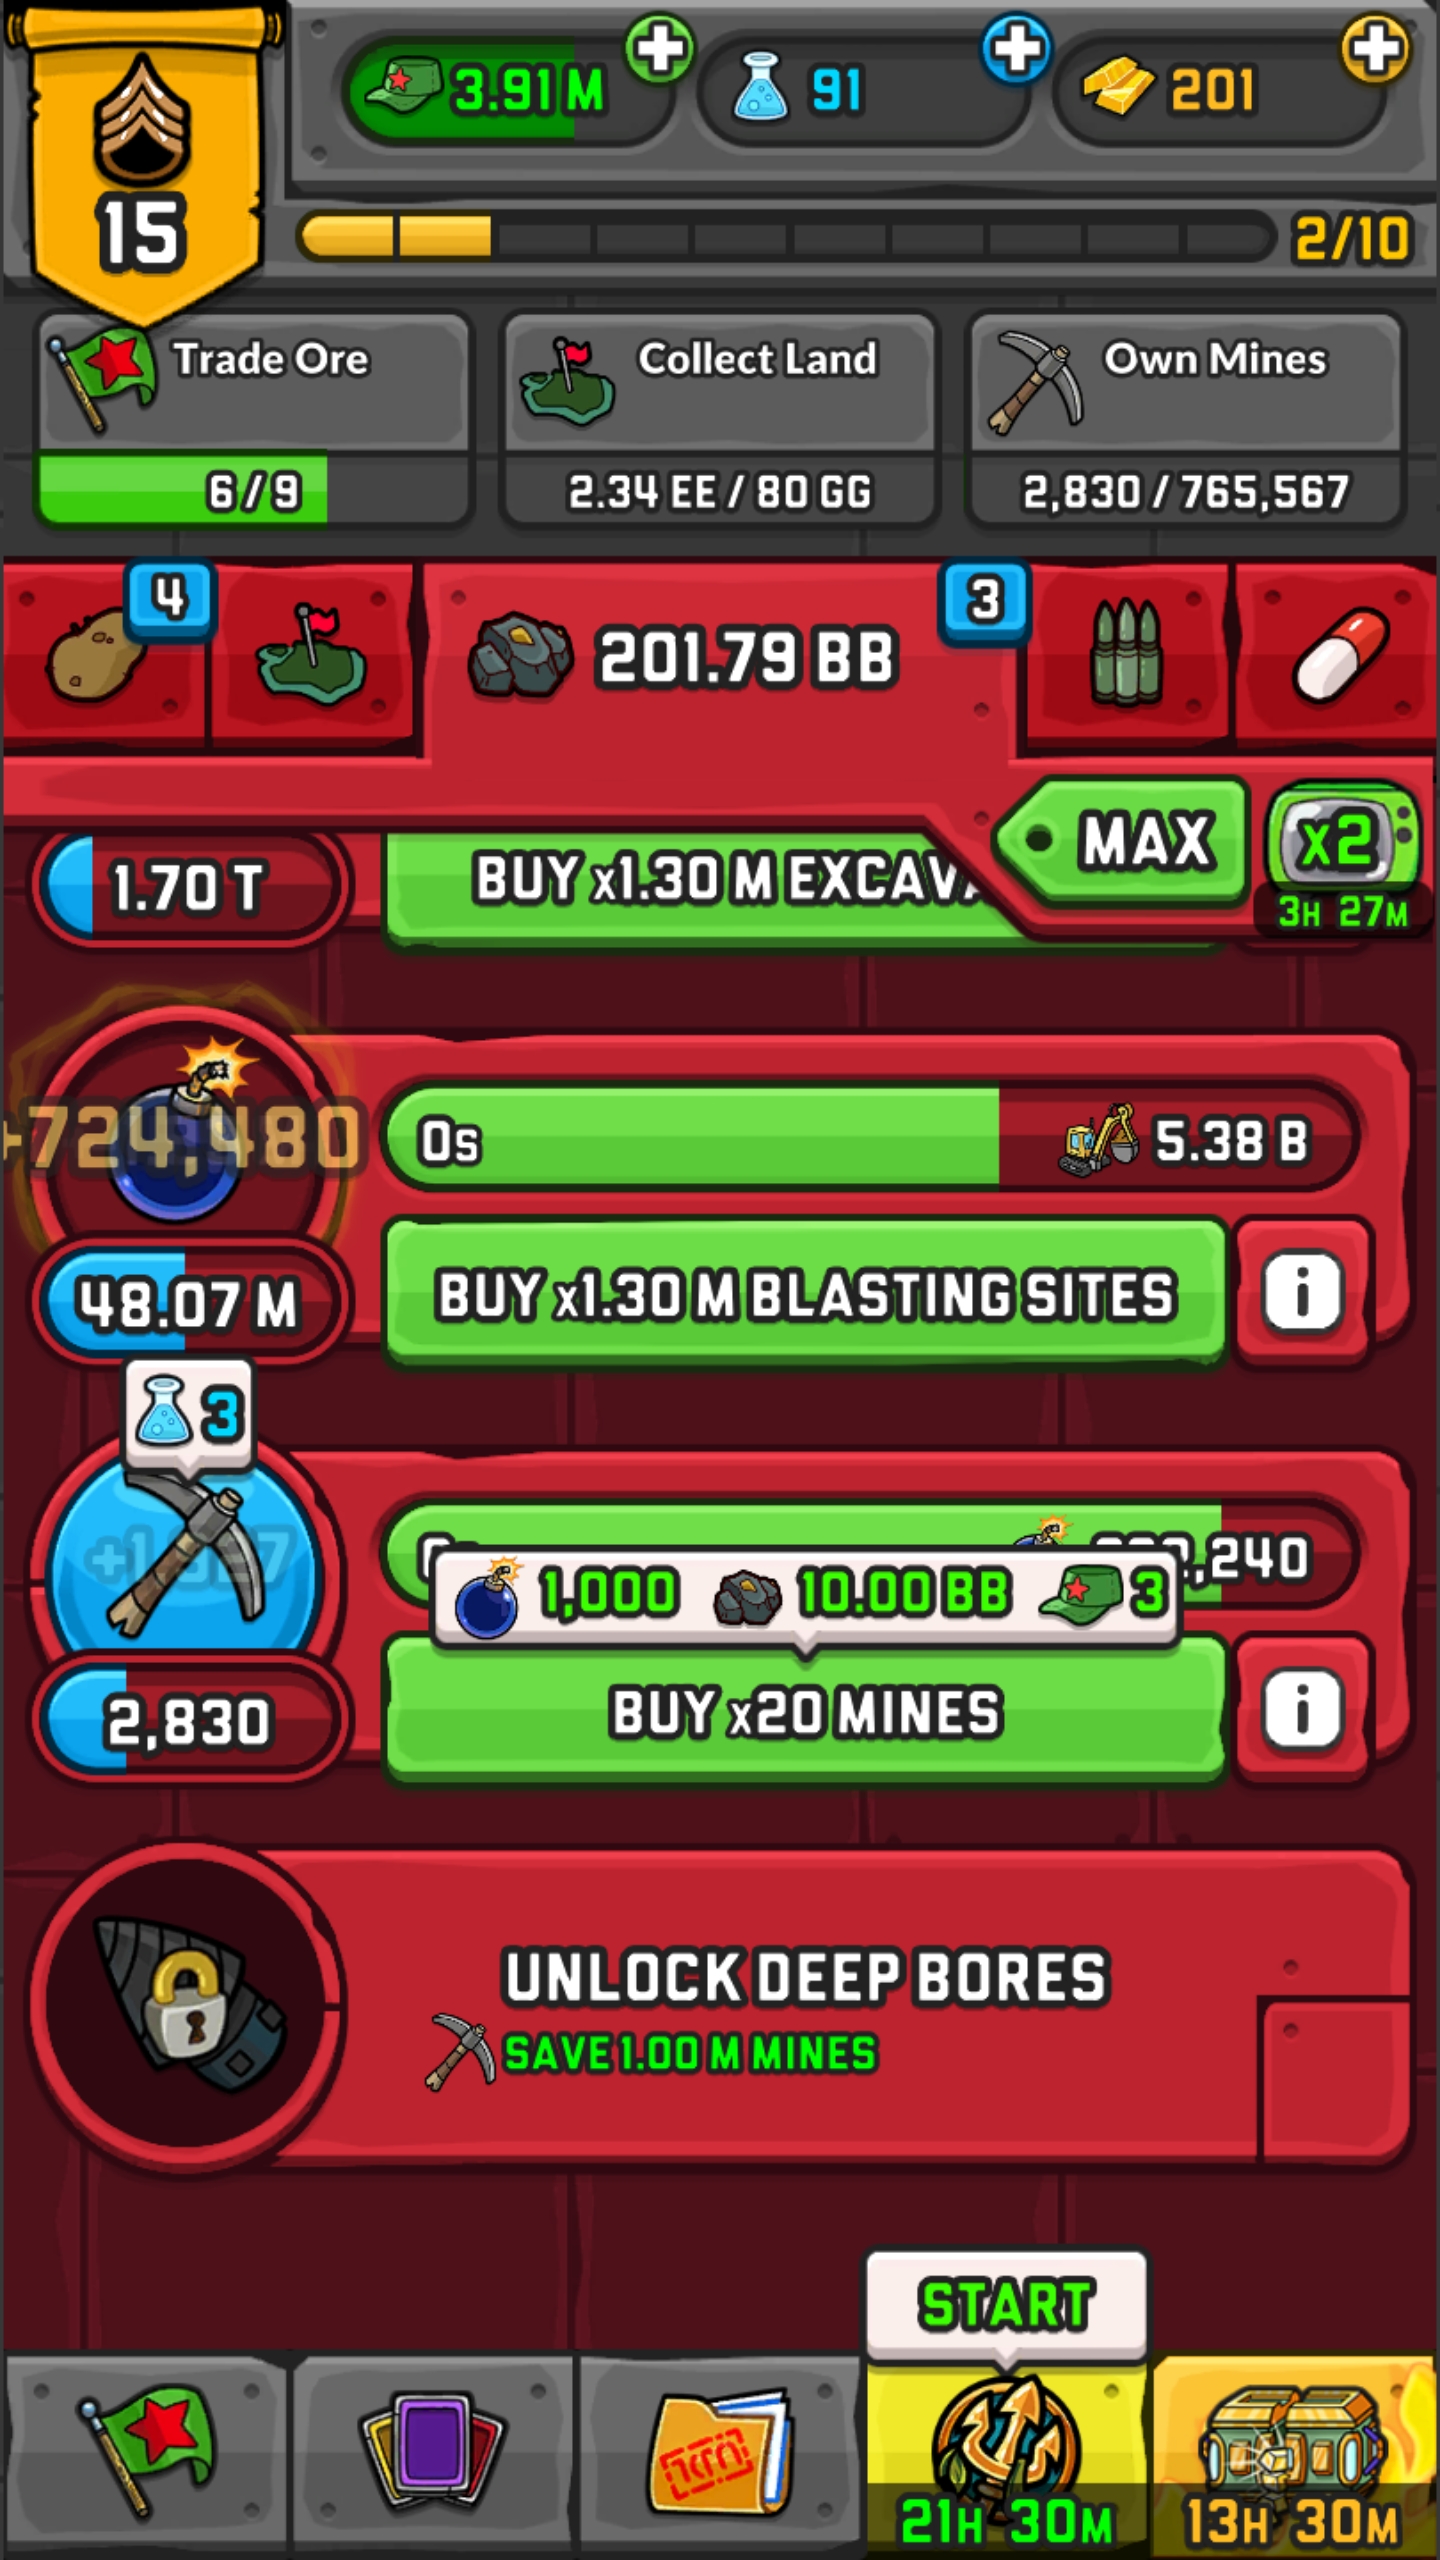 3.91 M
91
201
15
2/10
Trade Ore
Collect Land
Own Mines
6/9
2.34 EE / 80 GG
2,830 / 765,567
4
201.79 BB
3
MAX
x2
3H 27M
1.70 T
BUY x1.30 M
+724,480
0s
5.38 B
48.07 M
BUY x1.30 M BLASTING SITES
3
1,000
10.00 BB
3
2,830
BUY x20 MINES
UNLOCK DEEP BORES
SAVE 1.00 M MINES
START
21H 30M
13H 30M